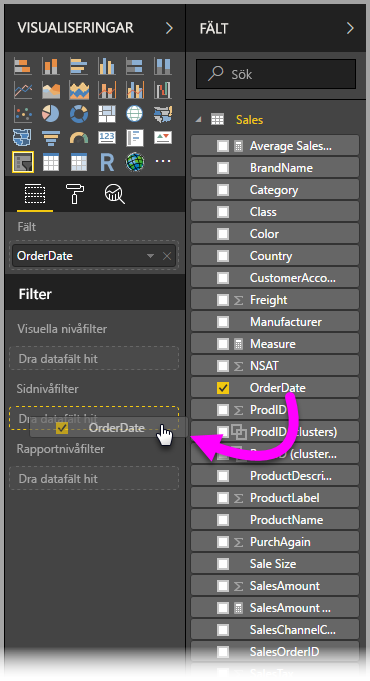 VISUALISERINGAR
Fält
OrderDate
Filter
Visuella nivåfilter
Dra datafält hit
Sidnivåfilter
Dra datafält hit
OrderDate
Rapportnivåfilter
Dra datafält hit
FÄLT
Sök
Sales
Average Sales...
BrandName
Category
Class
Color
Country
CustomerAcco...
Freight
Manufacturer
Measure
NSAT
OrderDate
ProdID
ProdID (clusters)
(cluster...
ProductDescri...
ProductLabel
ProductName
PurchAgain
Sale Size
SalesAmount
SalesAmount ...
SalesChannelC...
SalesOrderID